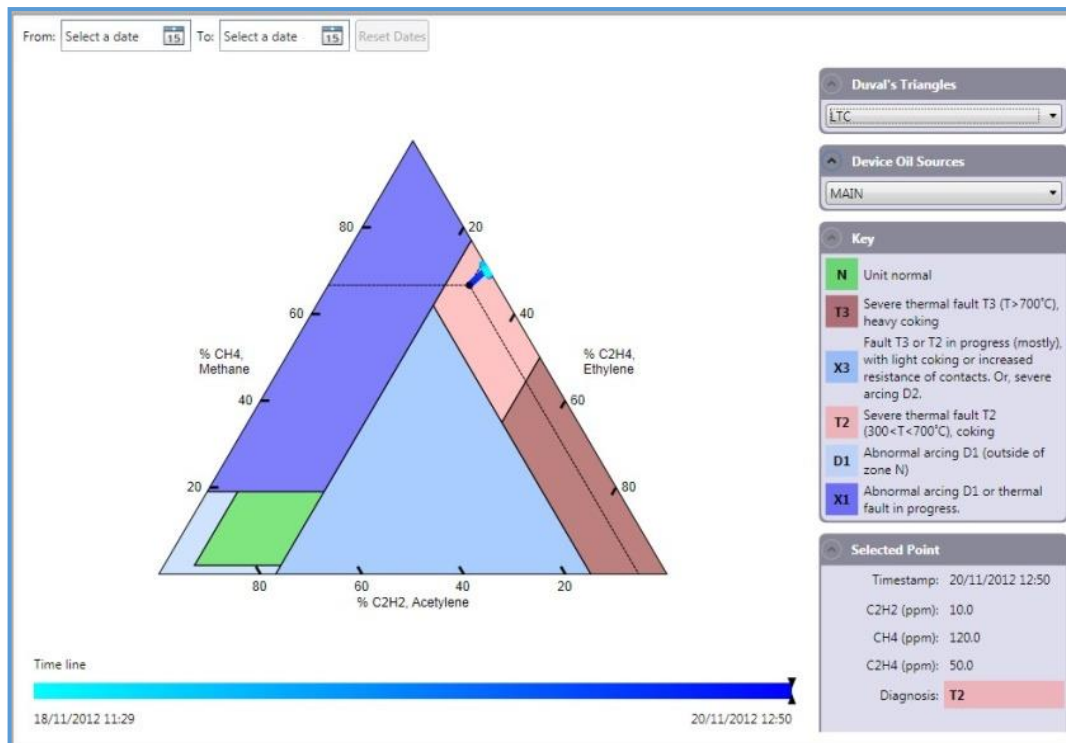 From: Select a date 15 To: Select a date 15 Reset Dates
Duval's Triangles
LTC
Device Oil Sources
MAIN
Key
N Unit normal
T3 Severe thermal fault T3 (T>700°C),
heavy coking
X3 Fault T3 or T2 in progress (mostly),
with light coking or increased
resistance of contacts. Or, severe
arcing D2.
T2 Severe thermal fault T2
(300<T<700°C), coking
D1 Abnormal arcing D1 (outside of
zone N)
X1 Abnormal arcing D1 or thermal
fault in progress.
Selected Point
Timestamp: 20/11/2012 12:50
C2H2 (ppm): 10.0
CH4 (ppm): 120.0
C2H4 (ppm): 50.0
Diagnosis: T2
80 20
60 40
% CH4,
Methane
% C2H4,
Ethylene
40 60
20 80
80 60 40 20
% C2H2, Acetylene
Time line
18/11/2012 11:29 20/11/2012 12:50